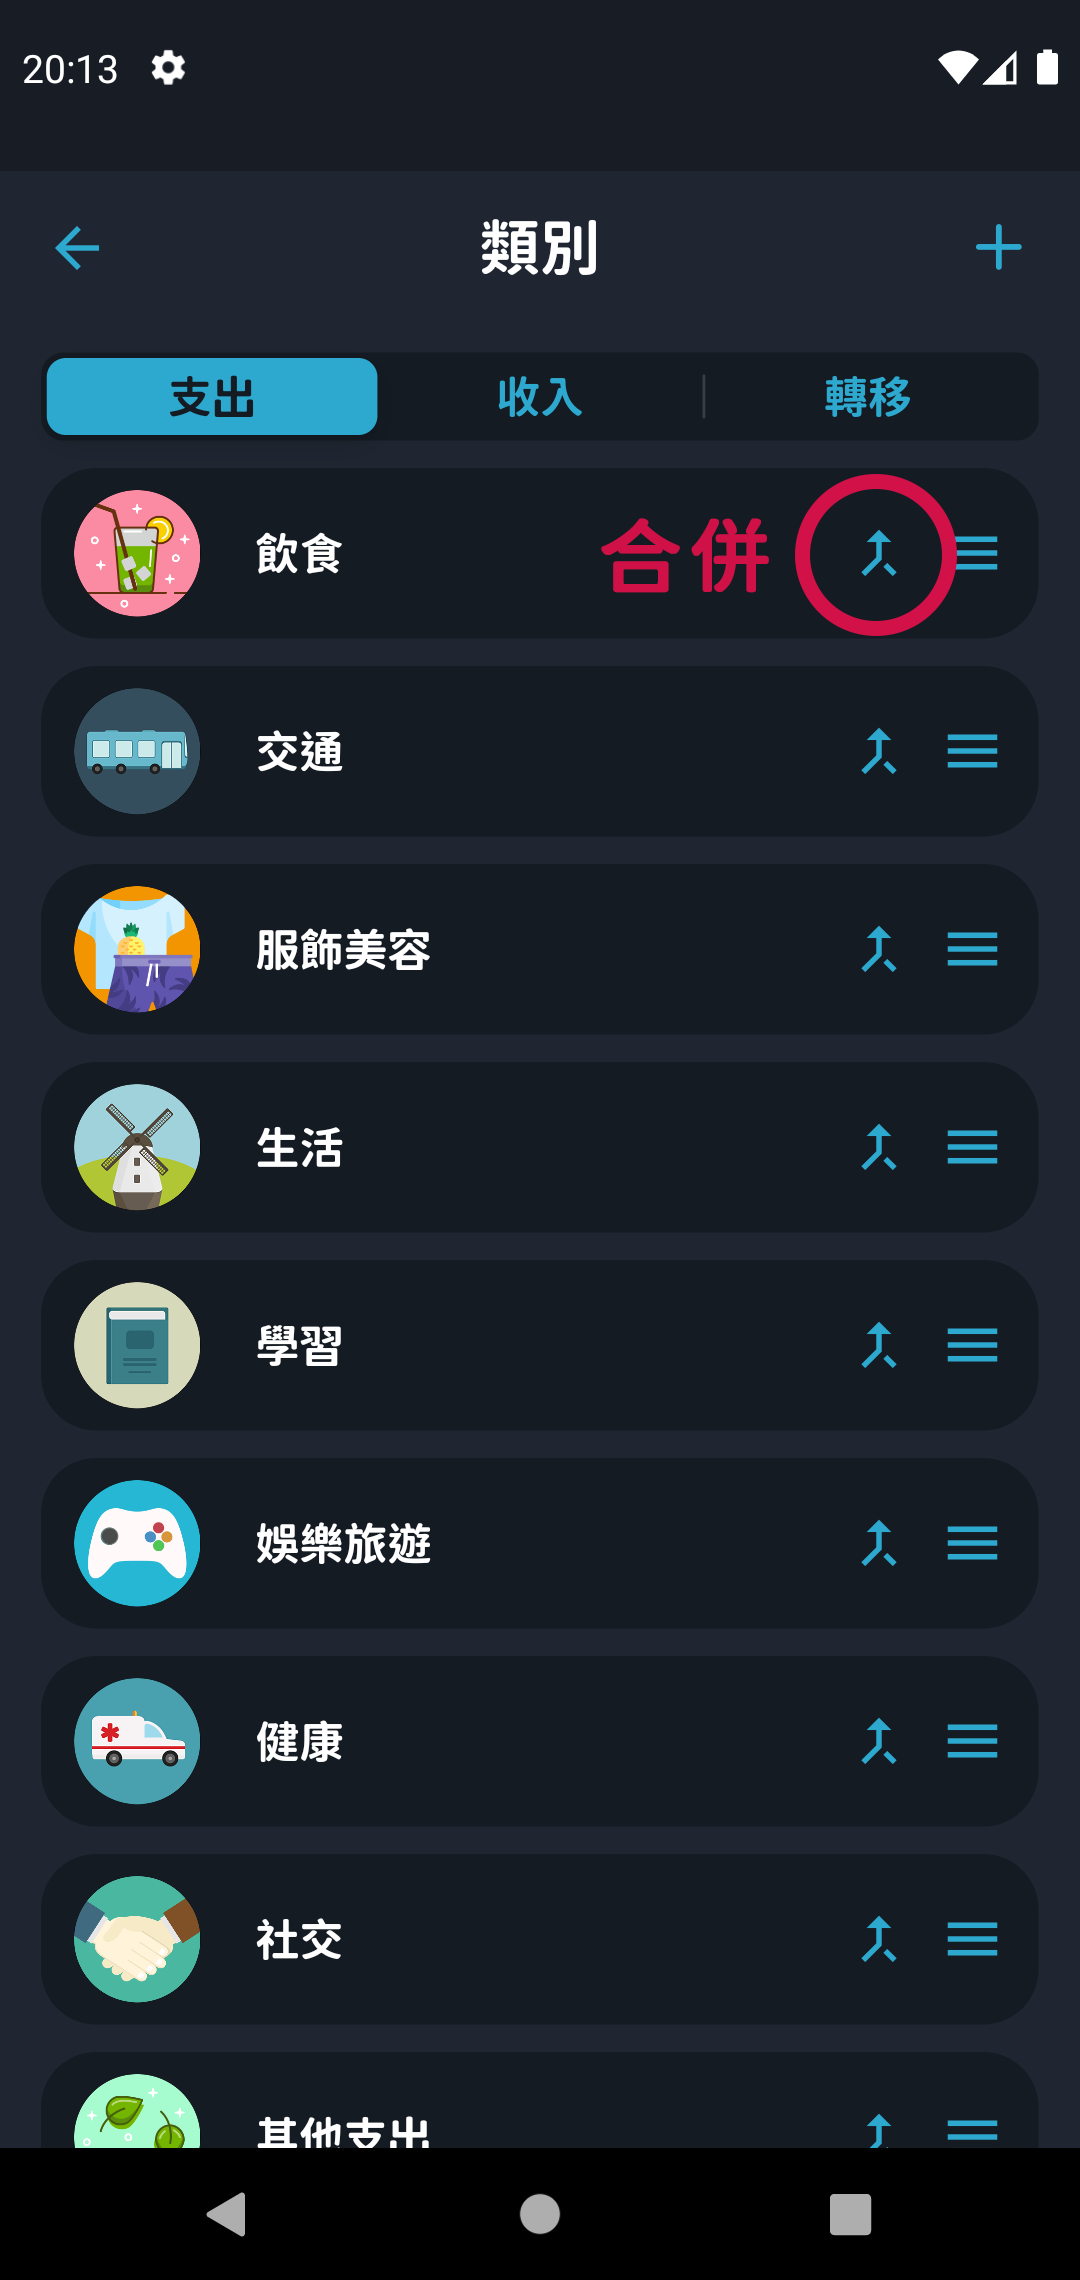 20:13
類別
支出 收入 轉移
飲食 合併
交通
服飾美容
生活
學習
娛樂旅遊
健康
社交
其他支出